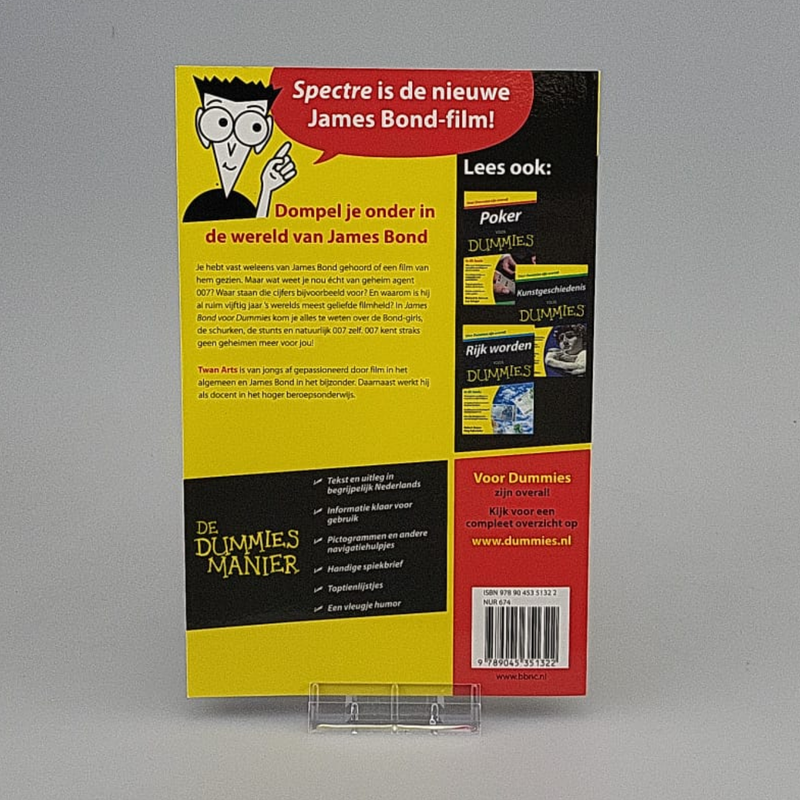 Spectre is de nieuwe
James Bond-film!
Dompel je onder in
de wereld van James Bond
Je hebt vast weleens van James Bond gehoord of een film van
hem gezien. Maar wat weet je nou écht van geheim agent
007? Waar staan die cijfers bijvoorbeeld voor? En waarom is hij
al ruim vijftig jaar 's werelds meest geliefde filmheld? In James
Bond voor Dummies kom je alles te weten over de Bond-girls,
de schurken, de stunts en natuurlijk 007 zelf. 007 kent straks
geen geheimen meer voor jou!
Twan Arts is van jongs af gepassioneerd door film in het
algemeen en James Bond in het bijzonder. Daarnaast werkt hij
als docent in het hoger beroepsonderwijs.
DE
DUMMIES
MANIER
Tekst en uitleg in
begrijpelijk Nederlands
Informatie klaar voor
gebruik
Pictogrammen en andere
navigatiehulpjes
Handige spiekbrief
Toptienlijstjes
Een vleugje humor
Lees ook:
Poker
VOOR
DUMMIES
Kunstgeschiedenis
VOOR
DUMMIES
Rijk worden
VOOR
DUMMIES
Voor Dummies
zijn overal!
Kijk voor een
compleet overzicht op
www.dummies.nl
ISBN 978 90 453 5132 2
NUR 674
9 789045 351322
www.bbnc.nl